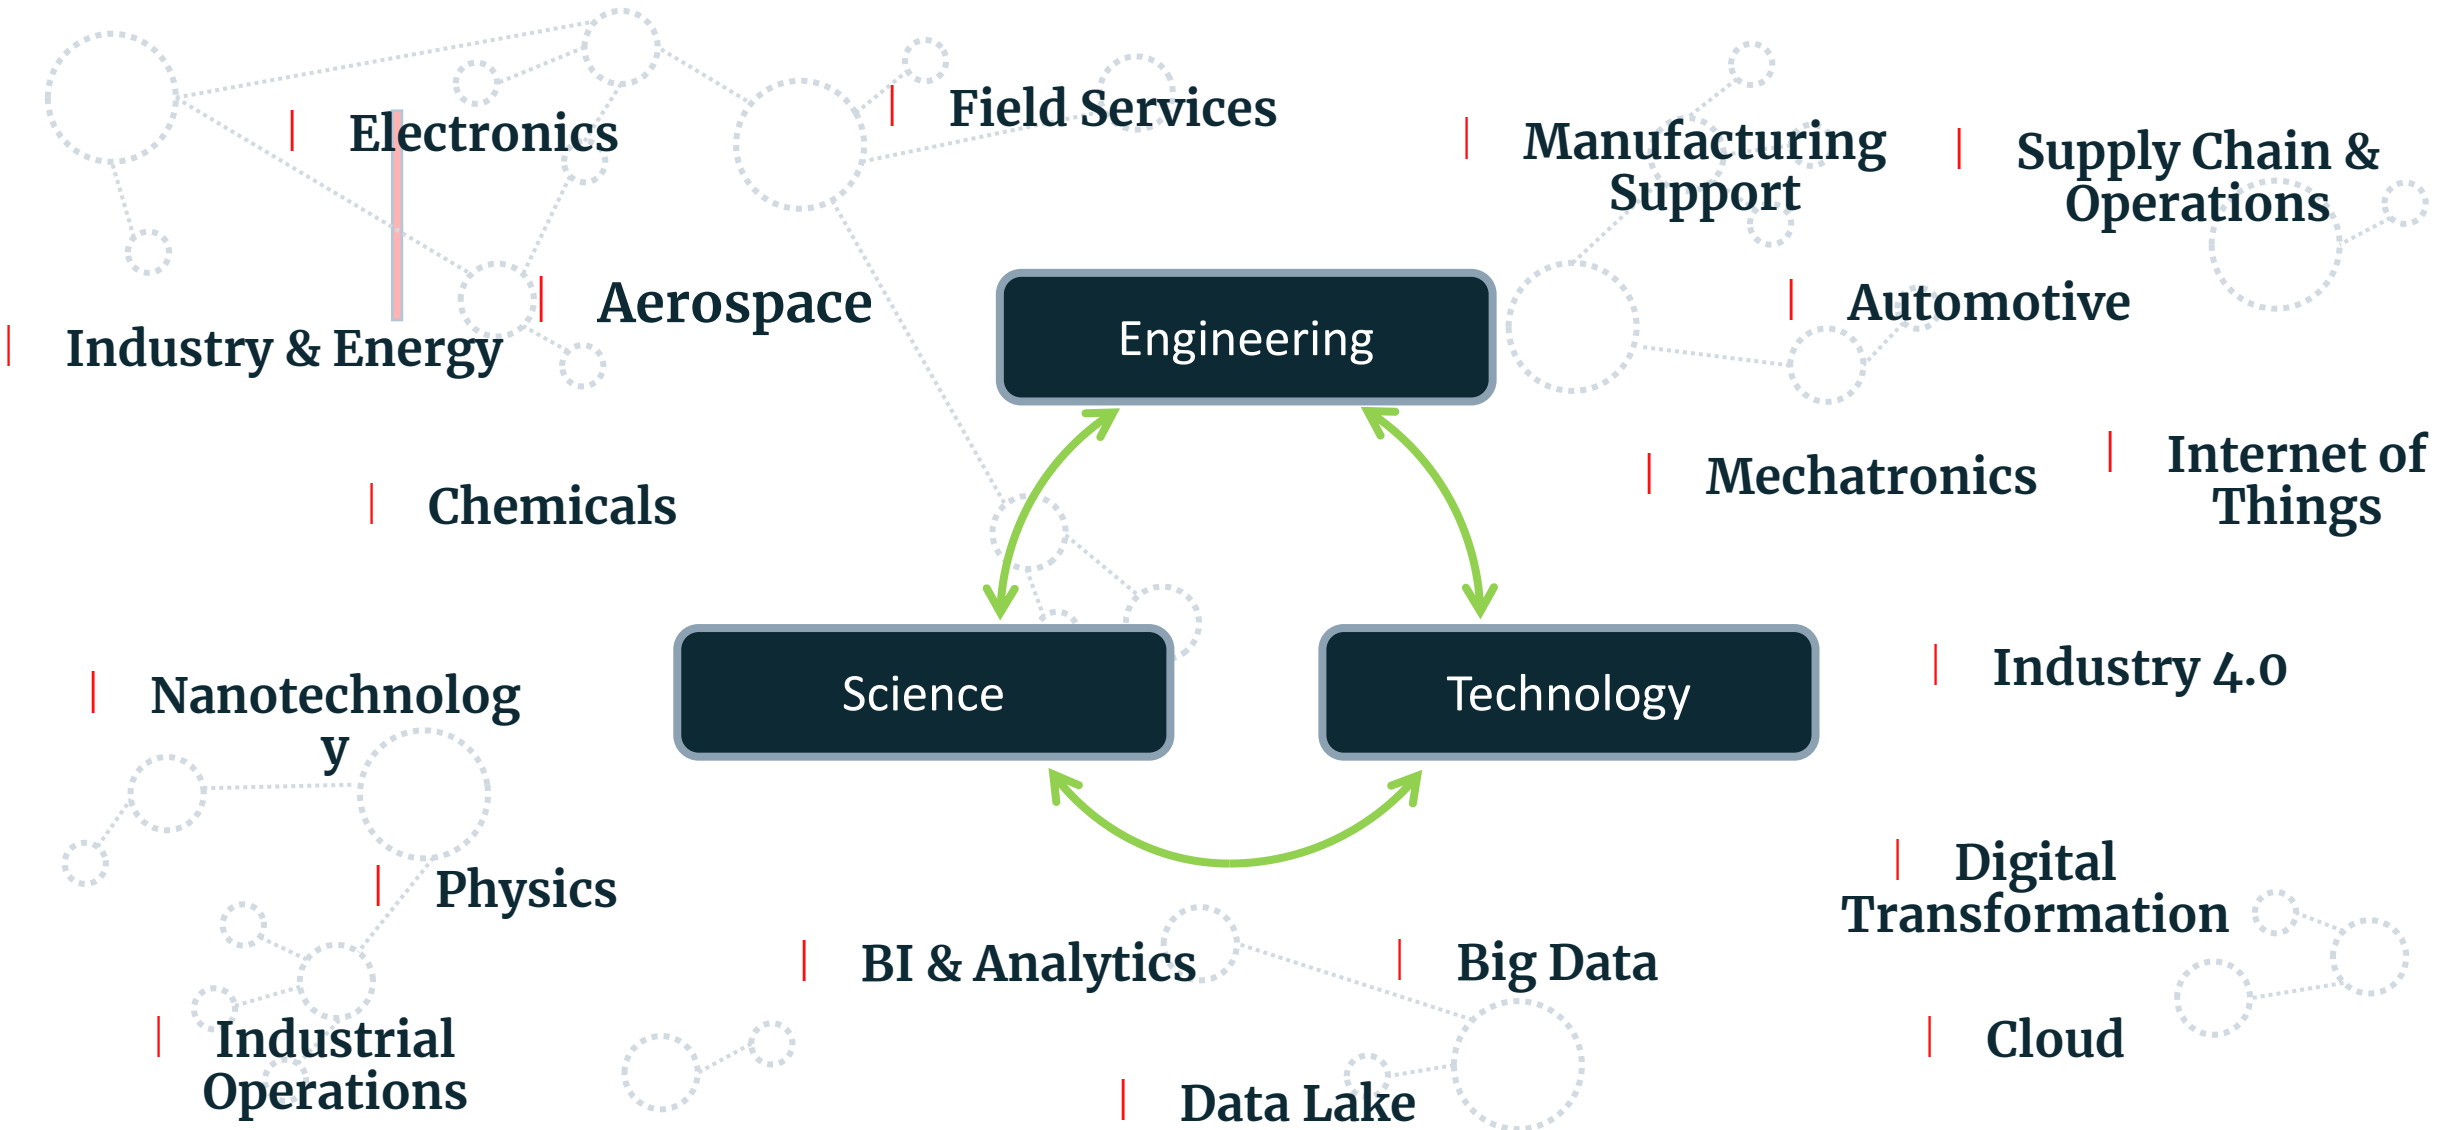 Electronics
Field Services
Manufacturing
Support
Supply Chain &
Operations
Aerospace
Automotive
Industry & Energy
Engineering
Chemicals
Mechatronics
Internet of
Things
Nanotechnolog
y
Science
Technology
Industry 4.0
Physics
Digital
Transformation
BI & Analytics
Big Data
Industrial
Operations
Cloud
Data Lake